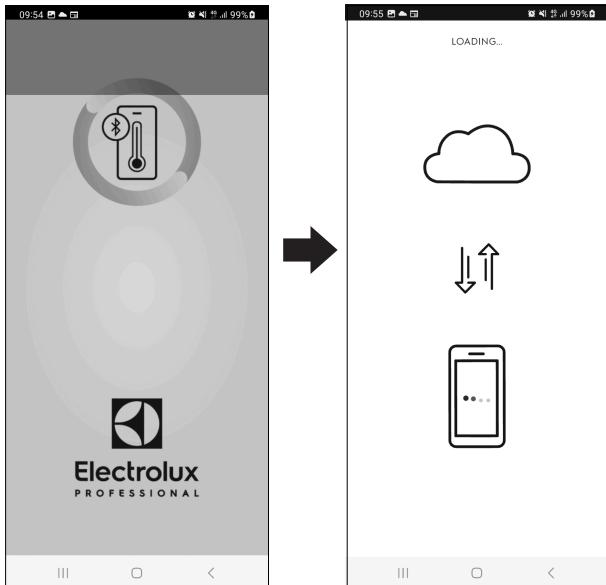 09:54
99%
Electrolux
PROFESSIONAL
09:55
99%
LOADING...